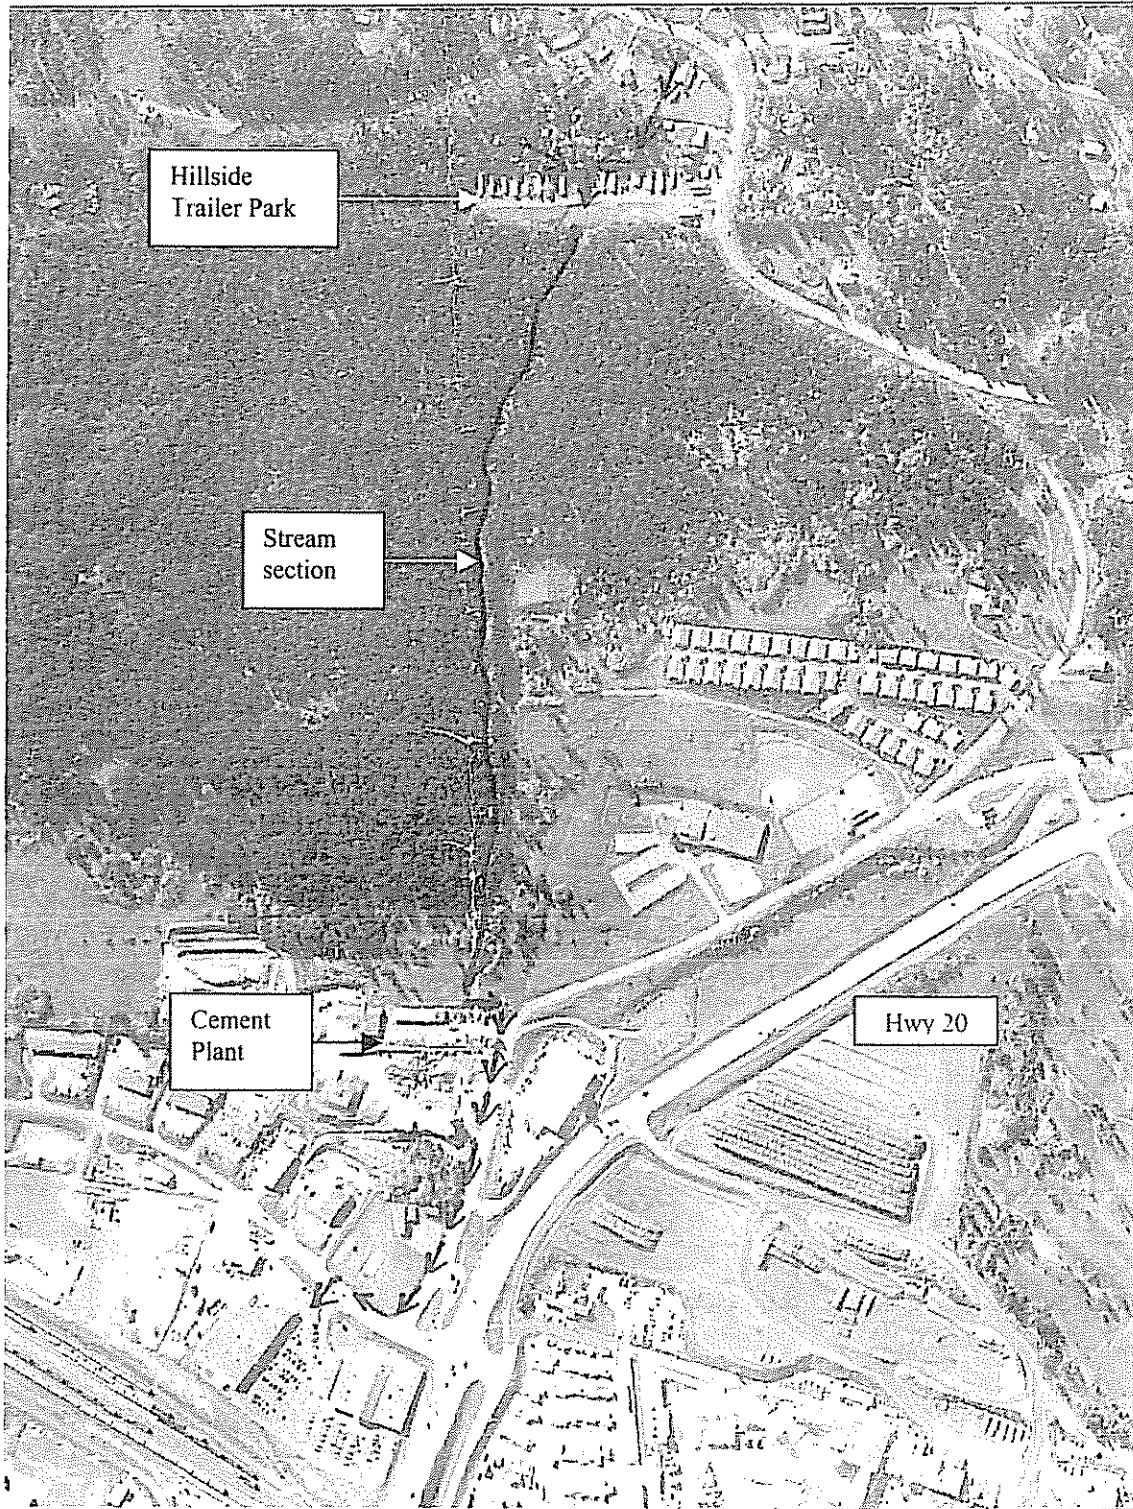 Hillside
Trailer Park
Stream
section
Cement
Plant
Hwy 20